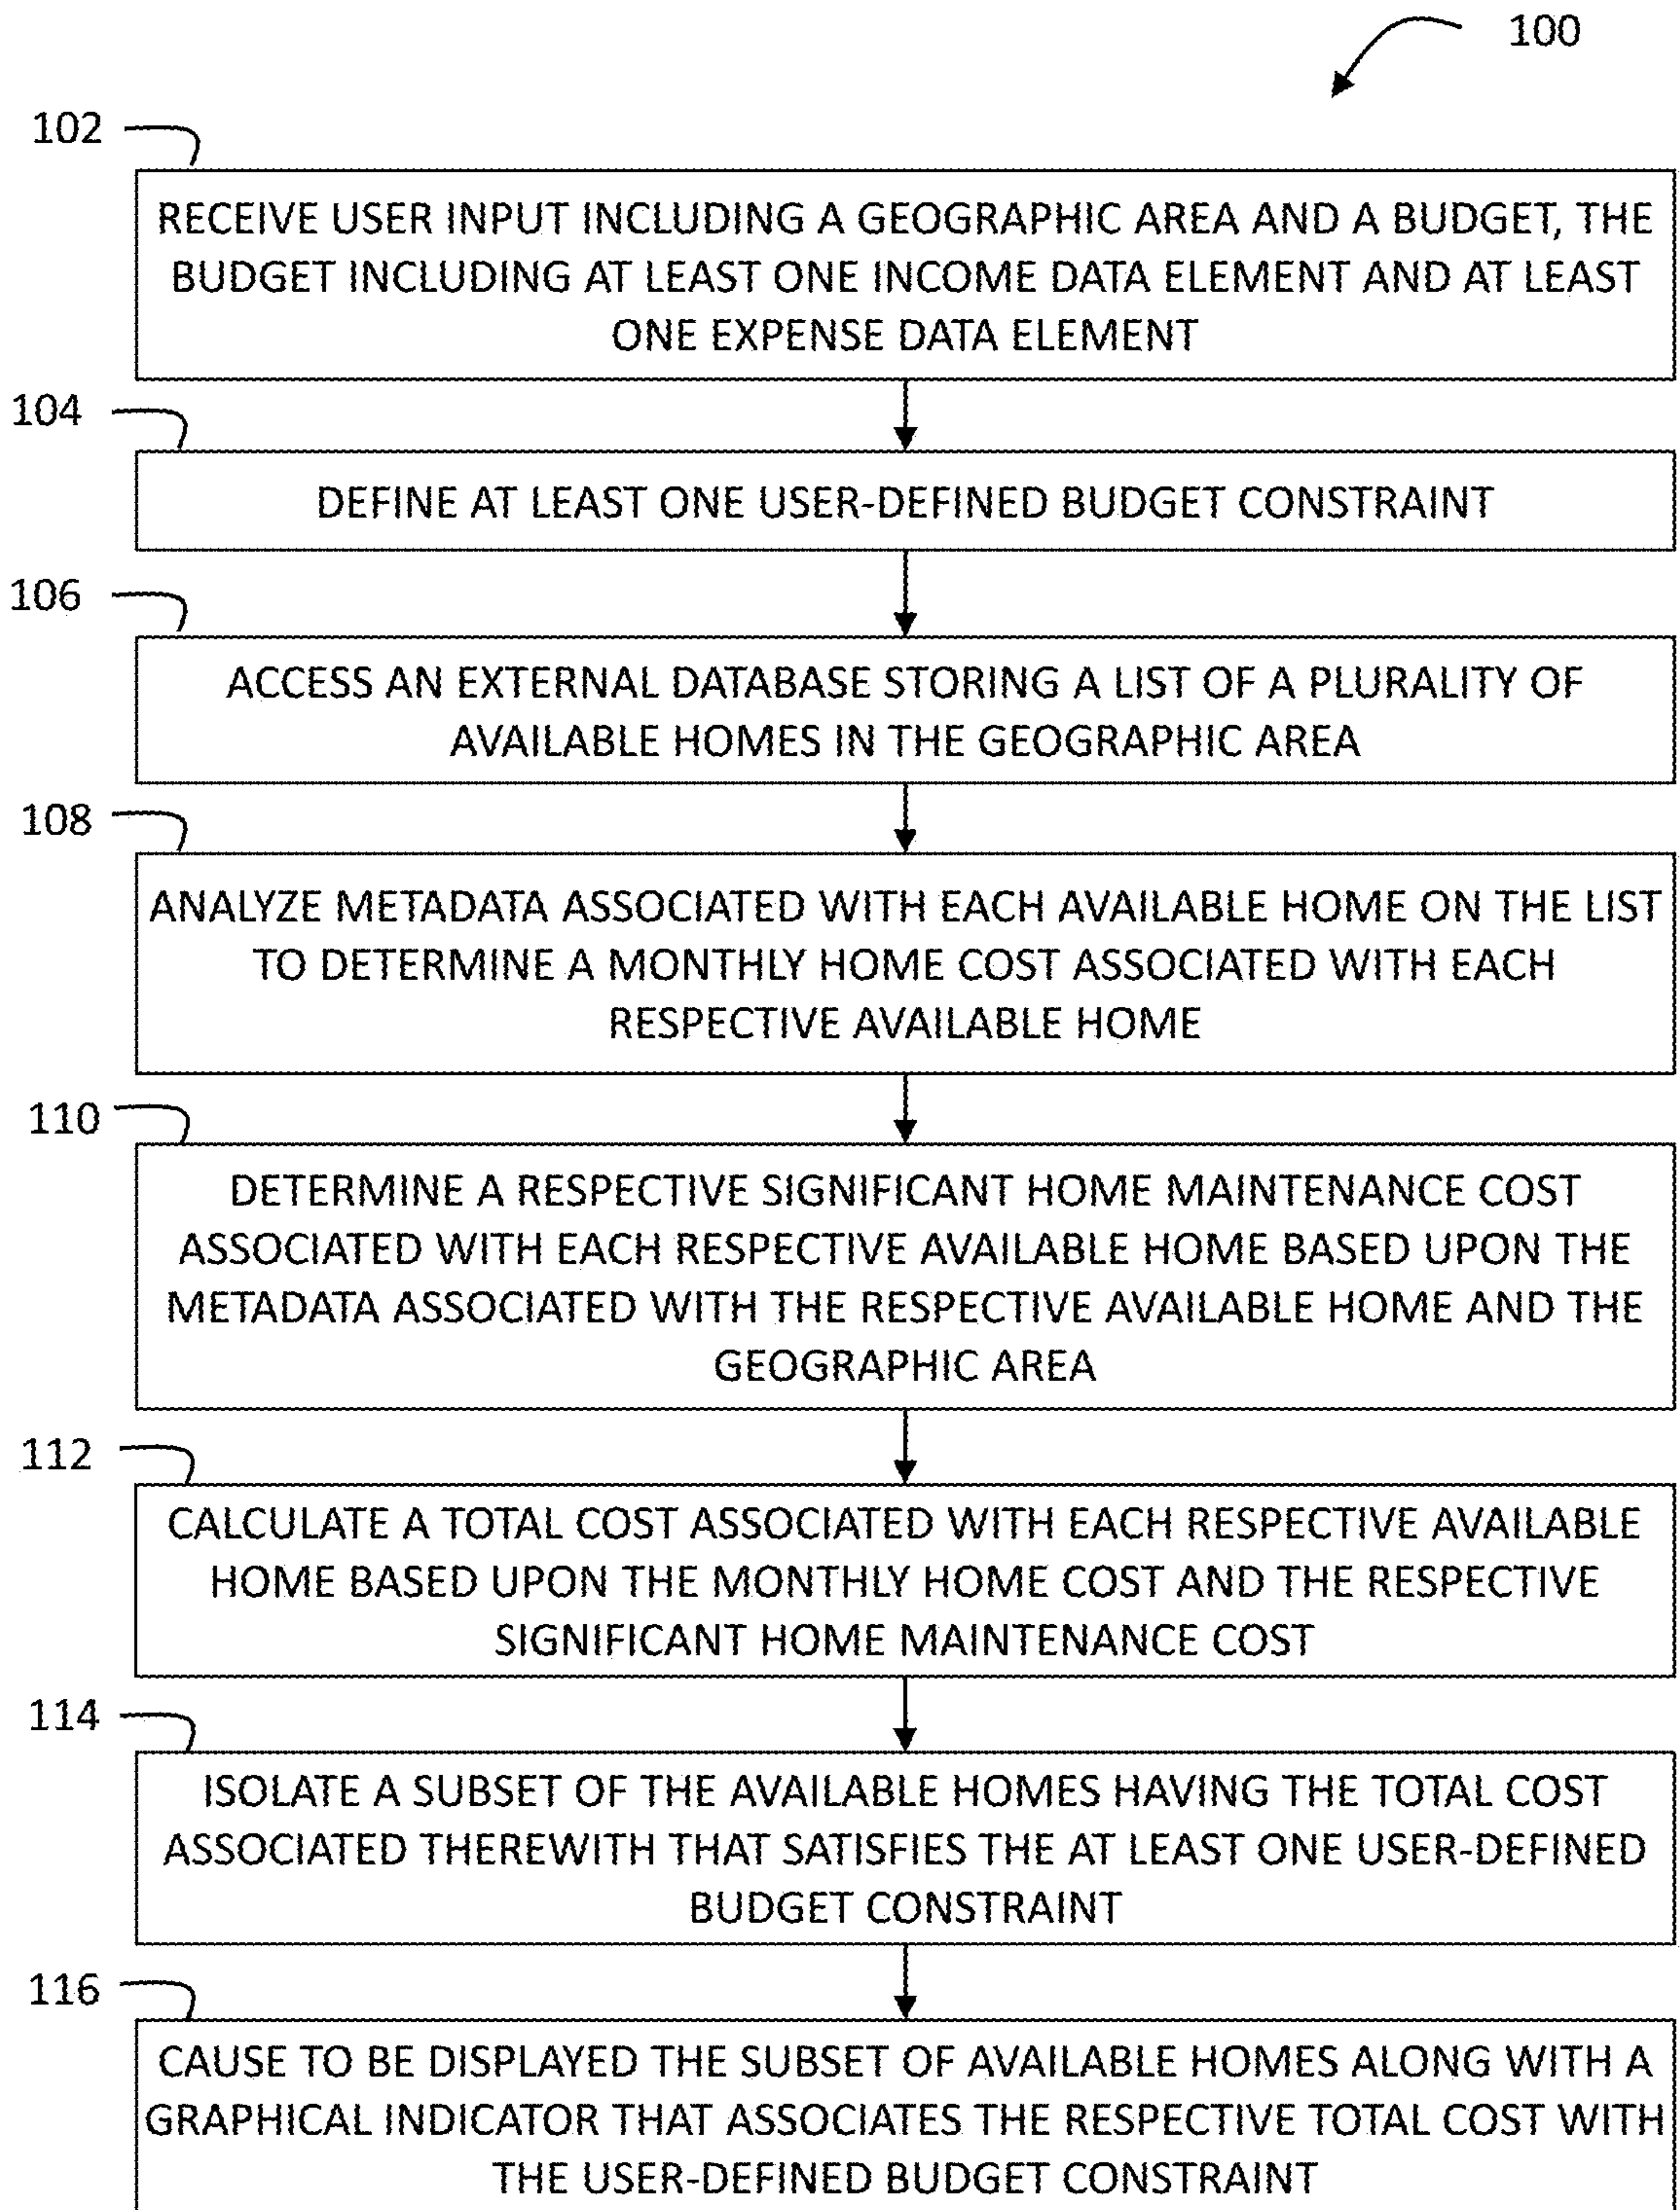 100
102
RECEIVE USER INPUT INCLUDING A GEOGRAPHIC AREA AND A BUDGET, THE
BUDGET INCLUDING AT LEAST ONE INCOME DATA ELEMENT AND AT LEAST
ONE EXPENSE DATA ELEMENT
104
DEFINE AT LEAST ONE USER-DEFINED BUDGET CONSTRAINT
106
ACCESS AN EXTERNAL DATABASE STORING A LIST OF A PLURALITY OF
AVAILABLE HOMES IN THE GEOGRAPHIC AREA
108
ANALYZE METADATA ASSOCIATED WITH EACH AVAILABLE HOME ON THE LIST
TO DETERMINE A MONTHLY HOME COST ASSOCIATED WITH EACH
RESPECTIVE AVAILABLE HOME
110
DETERMINE A RESPECTIVE SIGNIFICANT HOME MAINTENANCE COST
ASSOCIATED WITH EACH RESPECTIVE AVAILABLE HOME BASED UPON THE
METADATA ASSOCIATED WITH THE RESPECTIVE AVAILABLE HOME AND THE
GEOGRAPHIC AREA
112
CALCULATE A TOTAL COST ASSOCIATED WITH EACH RESPECTIVE AVAILABLE
HOME BASED UPON THE MONTHLY HOME COST AND THE RESPECTIVE
SIGNIFICANT HOME MAINTENANCE COST
114
ISOLATE A SUBSET OF THE AVAILABLE HOMES HAVING THE TOTAL COST
ASSOCIATED THEREWITH THAT SATISFIES THE AT LEAST ONE USER-DEFINED
BUDGET CONSTRAINT
116
CAUSE TO BE DISPLAYED THE SUBSET OF AVAILABLE HOMES ALONG WITH A
GRAPHICAL INDICATOR THAT ASSOCIATES THE RESPECTIVE TOTAL COST WITH
THE USER-DEFINED BUDGET CONSTRAINT